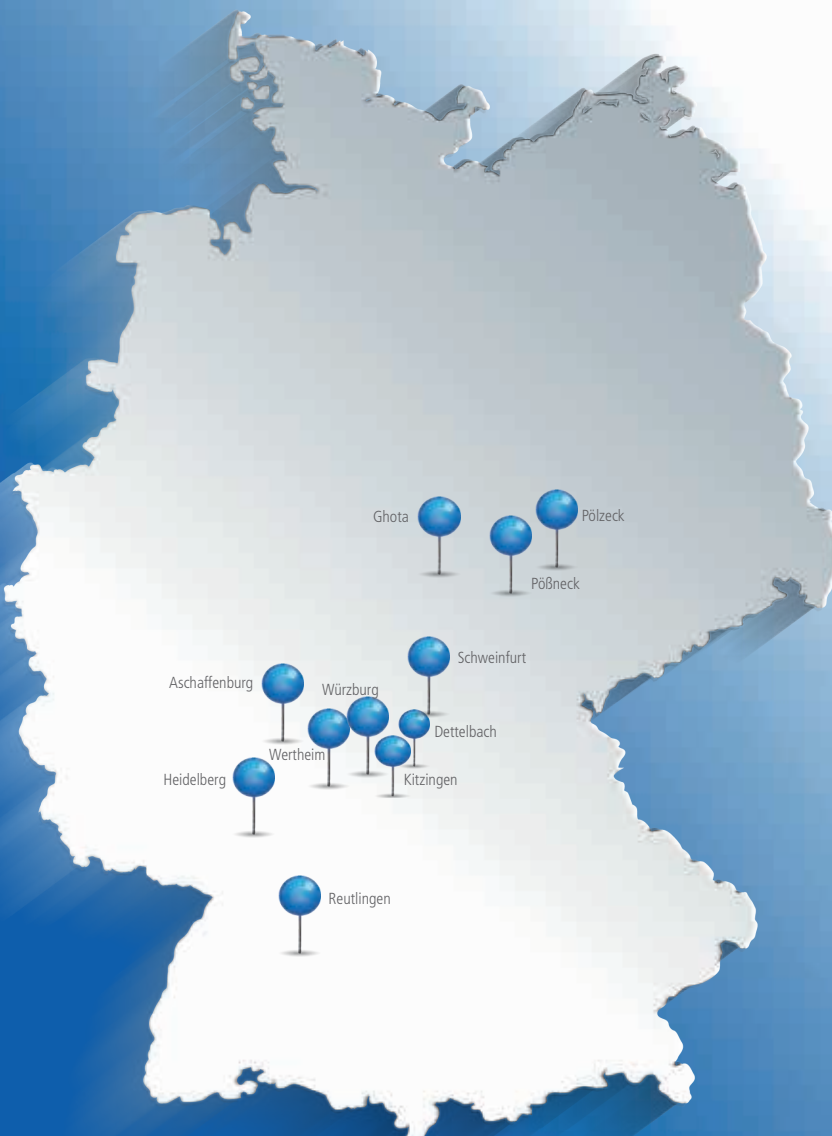 Ghota
Pölzeck
Pößneck
Schweinfurt
Aschaffenburg
Würzburg
Dettelbach
Wertheim
Heidelberg
Kitzingen
Reutlingen